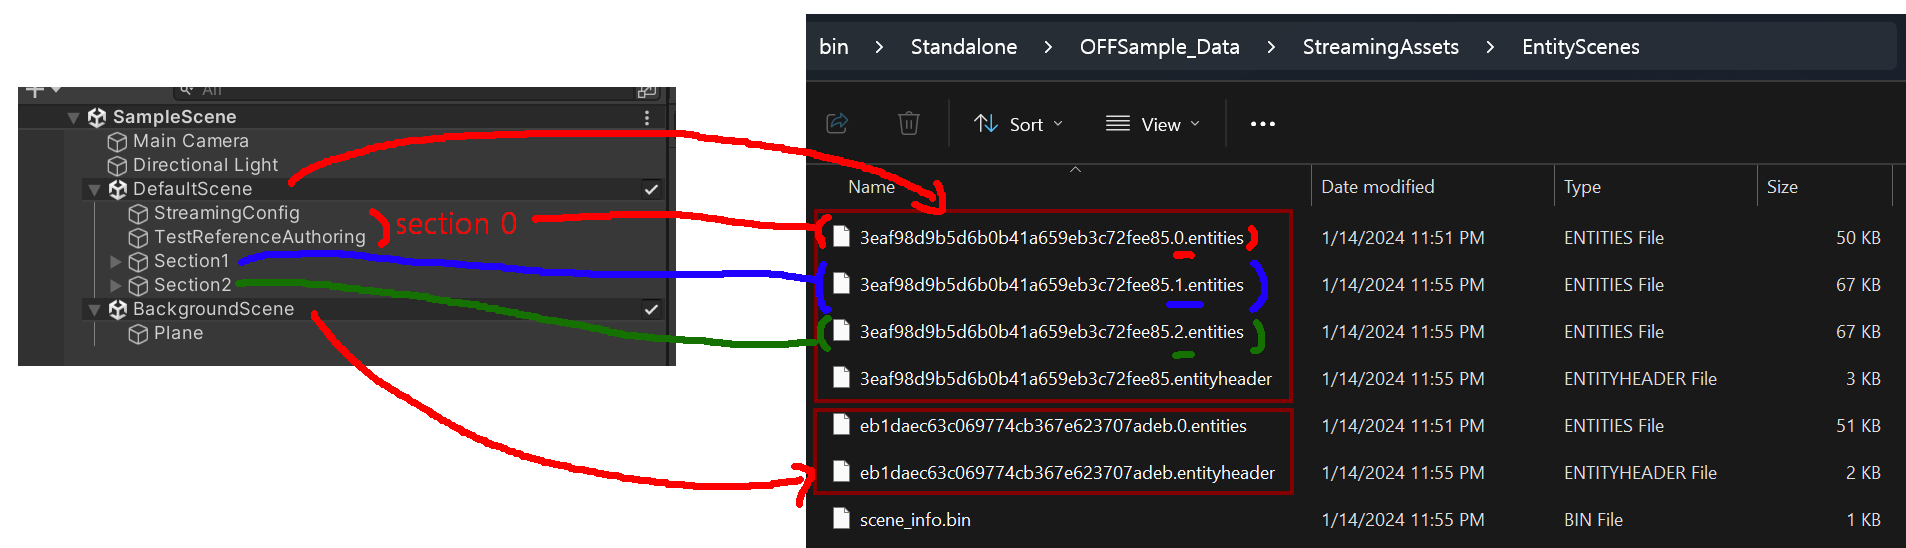 bin > Standalone > OFFSample_Data > StreamingAssets > EntityScenes
All
SampleScene
Main Camera
Directional Light
DefaultScene
StreamingConfig
TestReferenceAuthoring
section 0
Section1
Section2
BackgroundScene
Plane
Sort View ...
Name Date modified Type Size
3eaf98d9b5d6b0b41a659eb3c72fee85.0.entities 1/14/2024 11:51 PM ENTITIES File 50 KB
3eaf98d9b5d6b0b41a659eb3c72fee85.1.entities 1/14/2024 11:55 PM ENTITIES File 67 KB
3eaf98d9b5d6b0b41a659eb3c72fee85.2.entities 1/14/2024 11:55 PM ENTITIES File 67 KB
3eaf98d9b5d6b0b41a659eb3c72fee85.entityheader 1/14/2024 11:55 PM ENTITYHEADER File 3 KB
eb1daec63c069774cb367e623707adeb.0.entities 1/14/2024 11:51 PM ENTITIES File 51 KB
eb1daec63c069774cb367e623707adeb.entityheader 1/14/2024 11:55 PM ENTITYHEADER File 2 KB
scene_info.bin 1/14/2024 11:55 PM BIN File 1 KB